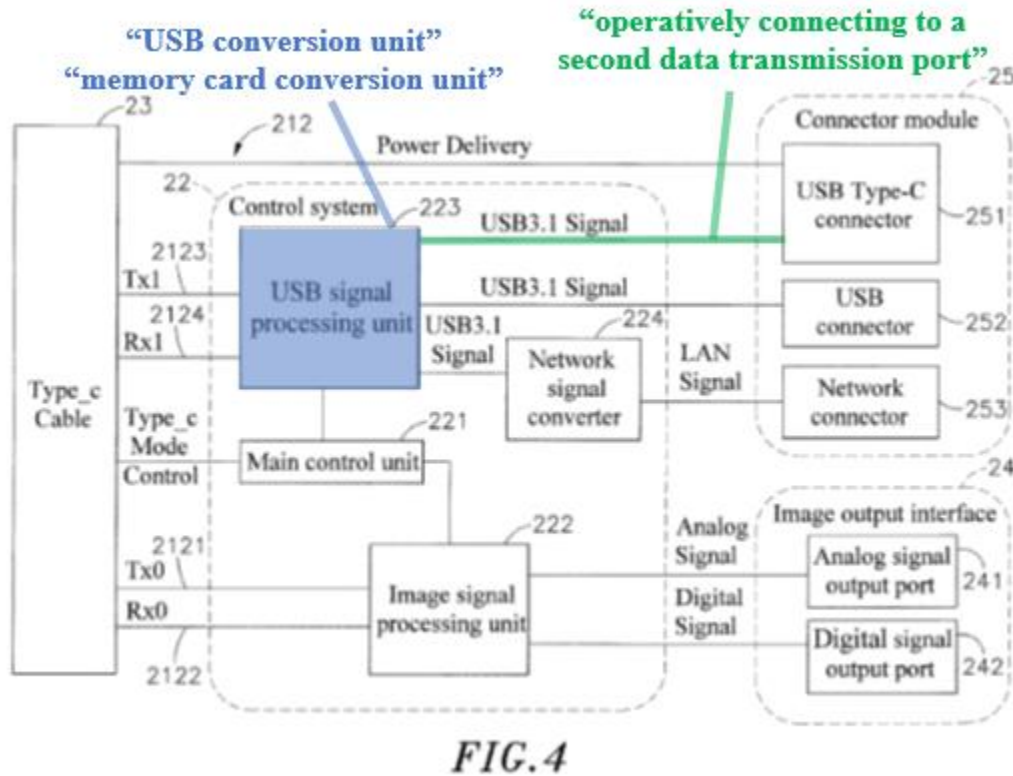 “USB conversion unit”
“memory card conversion unit”
“operatively connecting to a
second data transmission port”
23
212
25
Connector module
Power Delivery
22
Control system
223
USB Type-C
connector
251
USB3.1 Signal
2123
Tx1
USB signal
processing unit
USB3.1 Signal
USB
connector
252
2124
Rx1
USB3.1
Signal
224
Network
signal
converter
LAN
Signal
Network
connector
253
Type_c
Cable
Type_c
Mode
Control
221
Main control unit
24
Image output interface
222
Analog
Signal
Analog signal
output port
241
2121
Tx0
Image signal
processing unit
Digital
Signal
Rx0
Digital signal
output port
242
2122
FIG.4